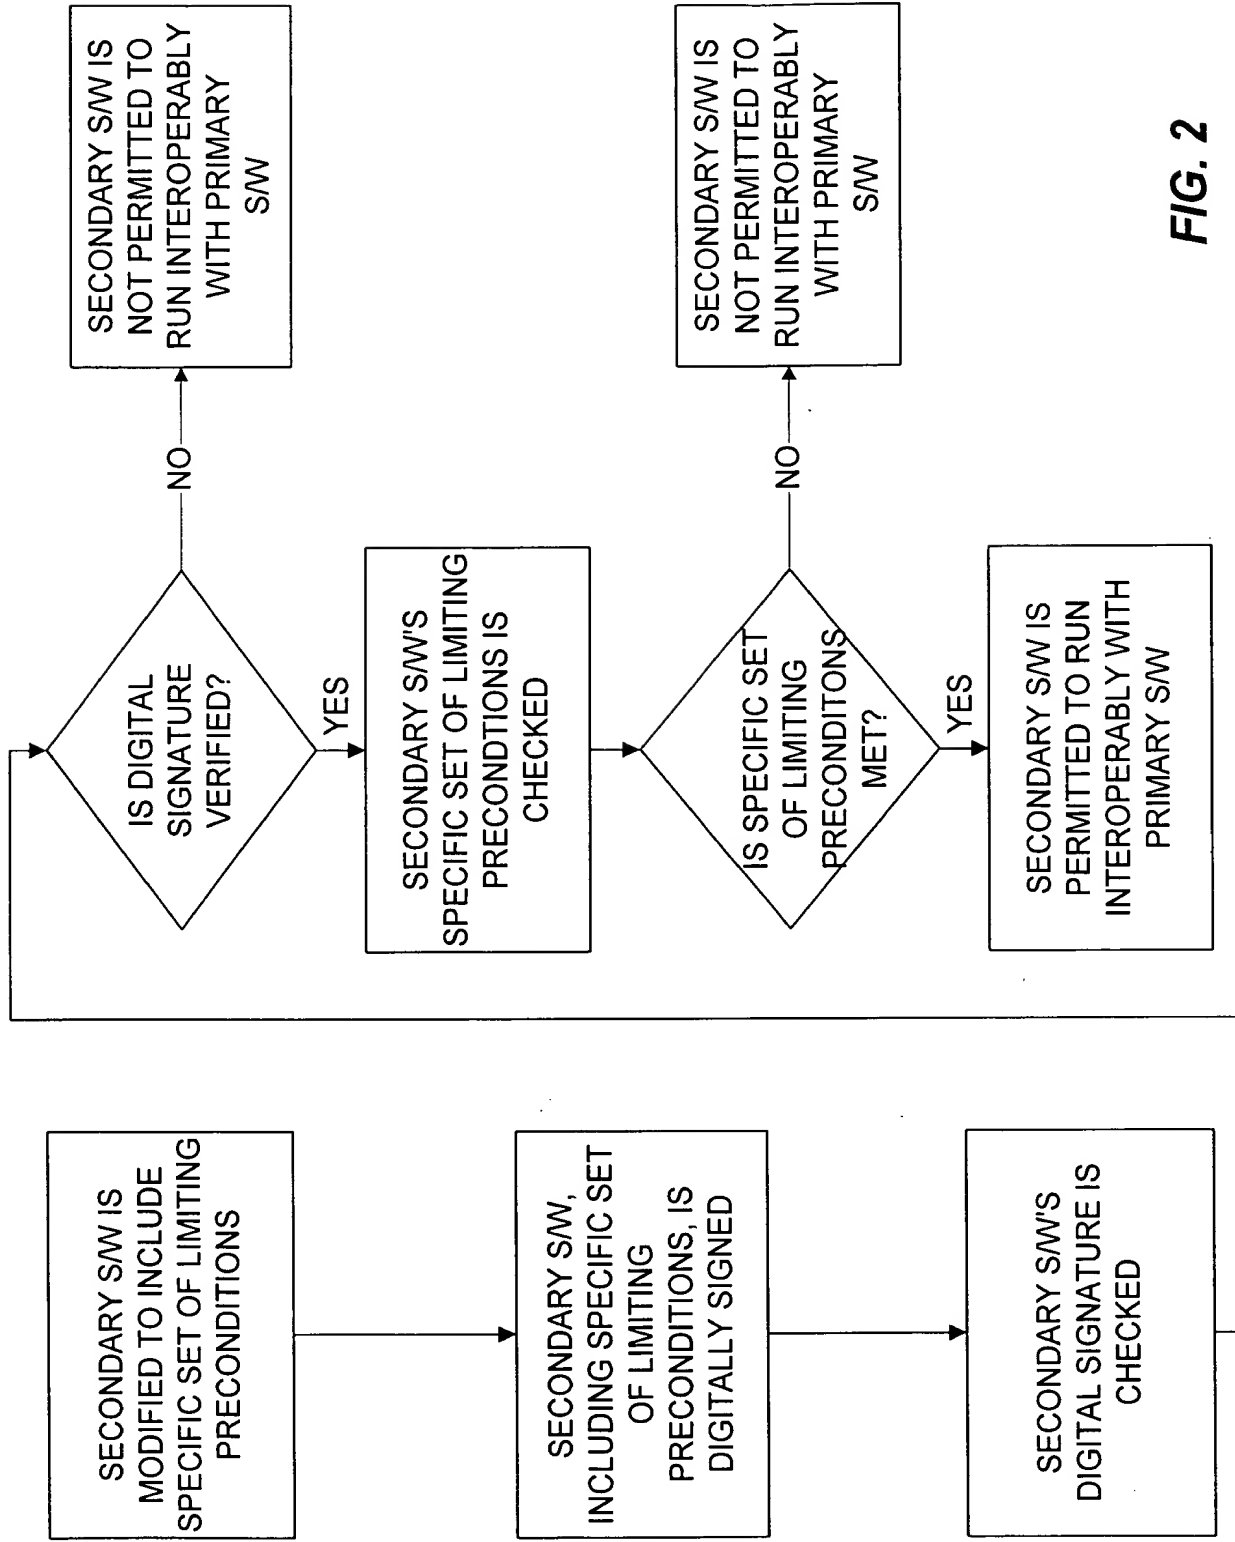 SECONDARY S/W IS
MODIFIED TO INCLUDE
SPECIFIC SET OF LIMITING
PRECONDITIONS
SECONDARY S/W,
INCLUDING SPECIFIC SET
OF LIMITING
PRECONDITIONS, IS
DIGITALLY SIGNED
SECONDARY S/W'S
DIGITAL SIGNATURE IS
CHECKED
IS DIGITAL
SIGNATURE
VERIFIED?
NO
SECONDARY S/W IS
NOT PERMITTED TO
RUN INTEROPERABLY
WITH PRIMARY
S/W
YES
SECONDARY S/W'S
SPECIFIC SET OF LIMITING
PRECONDTIONS IS
CHECKED
IS SPECIFIC SET
OF LIMITING
PRECONDITONS
MET?
NO
SECONDARY S/W IS
NOT PERMITTED TO
RUN INTEROPERABLY
WITH PRIMARY
S/W
YES
SECONDARY S/W IS
PERMITTED TO RUN
INTEROPERABLY WITH
PRIMARY S/W
FIG. 2